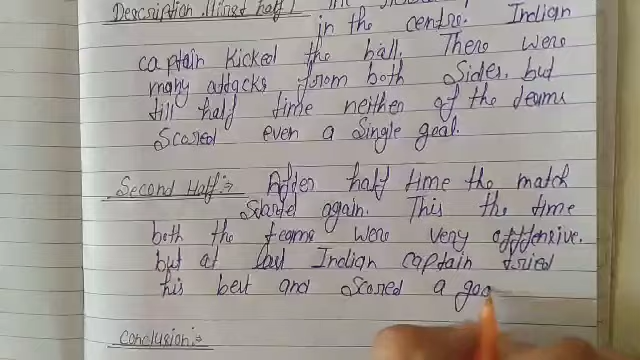 Description (First half)
in the centre. Indian
captain kicked the ball. There were
many attacks from both sides, but
till half time neither of the teams
scored even a single goal.
Second Half:- After half time the match
started again. This the time
both the teams were very offfensive.
but at last Indian captain tried
his best and scored a goa
Conclusion:-